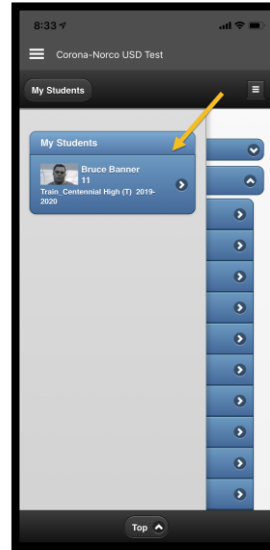 8:33
Corona-Norco USD Test
My Students
My Students
Bruce Banner
11
Train_Centennial High (T) 2019-
2020
Top